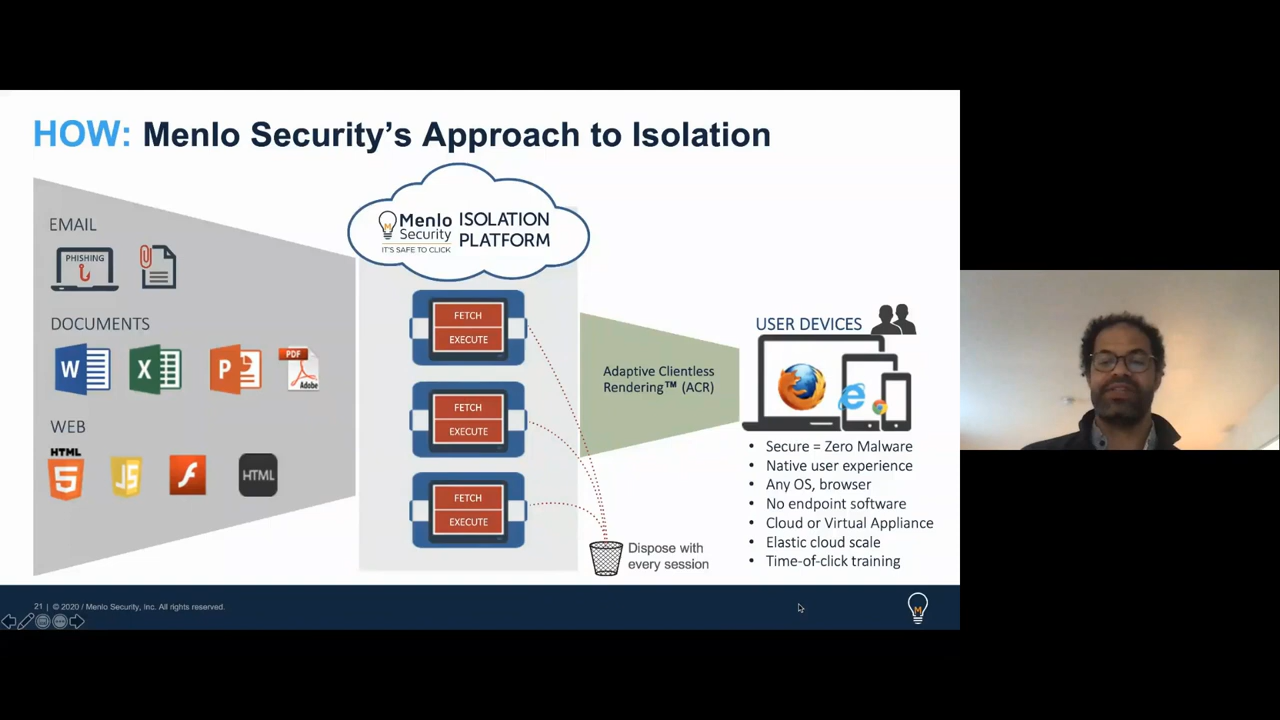 HOW: Menlo Security's Approach to Isolation
EMAIL
PHISHING
DOCUMENTS
W
X
P
PDF
Adobe
WEB
HTML
5
JS
f
HTML
Menlo
Security
IT'S SAFE TO CLICK
ISOLATION
PLATFORM
FETCH
EXECUTE
FETCH
EXECUTE
FETCH
EXECUTE
Dispose with
every session
Adaptive Clientless
Rendering™ (ACR)
USER DEVICES
• Secure = Zero Malware
• Native user experience
• Any OS, browser
• No endpoint software
• Cloud or Virtual Appliance
• Elastic cloud scale
• Time-of-click training
21 | © 2020 / Menlo Security, Inc. All rights reserved.
M